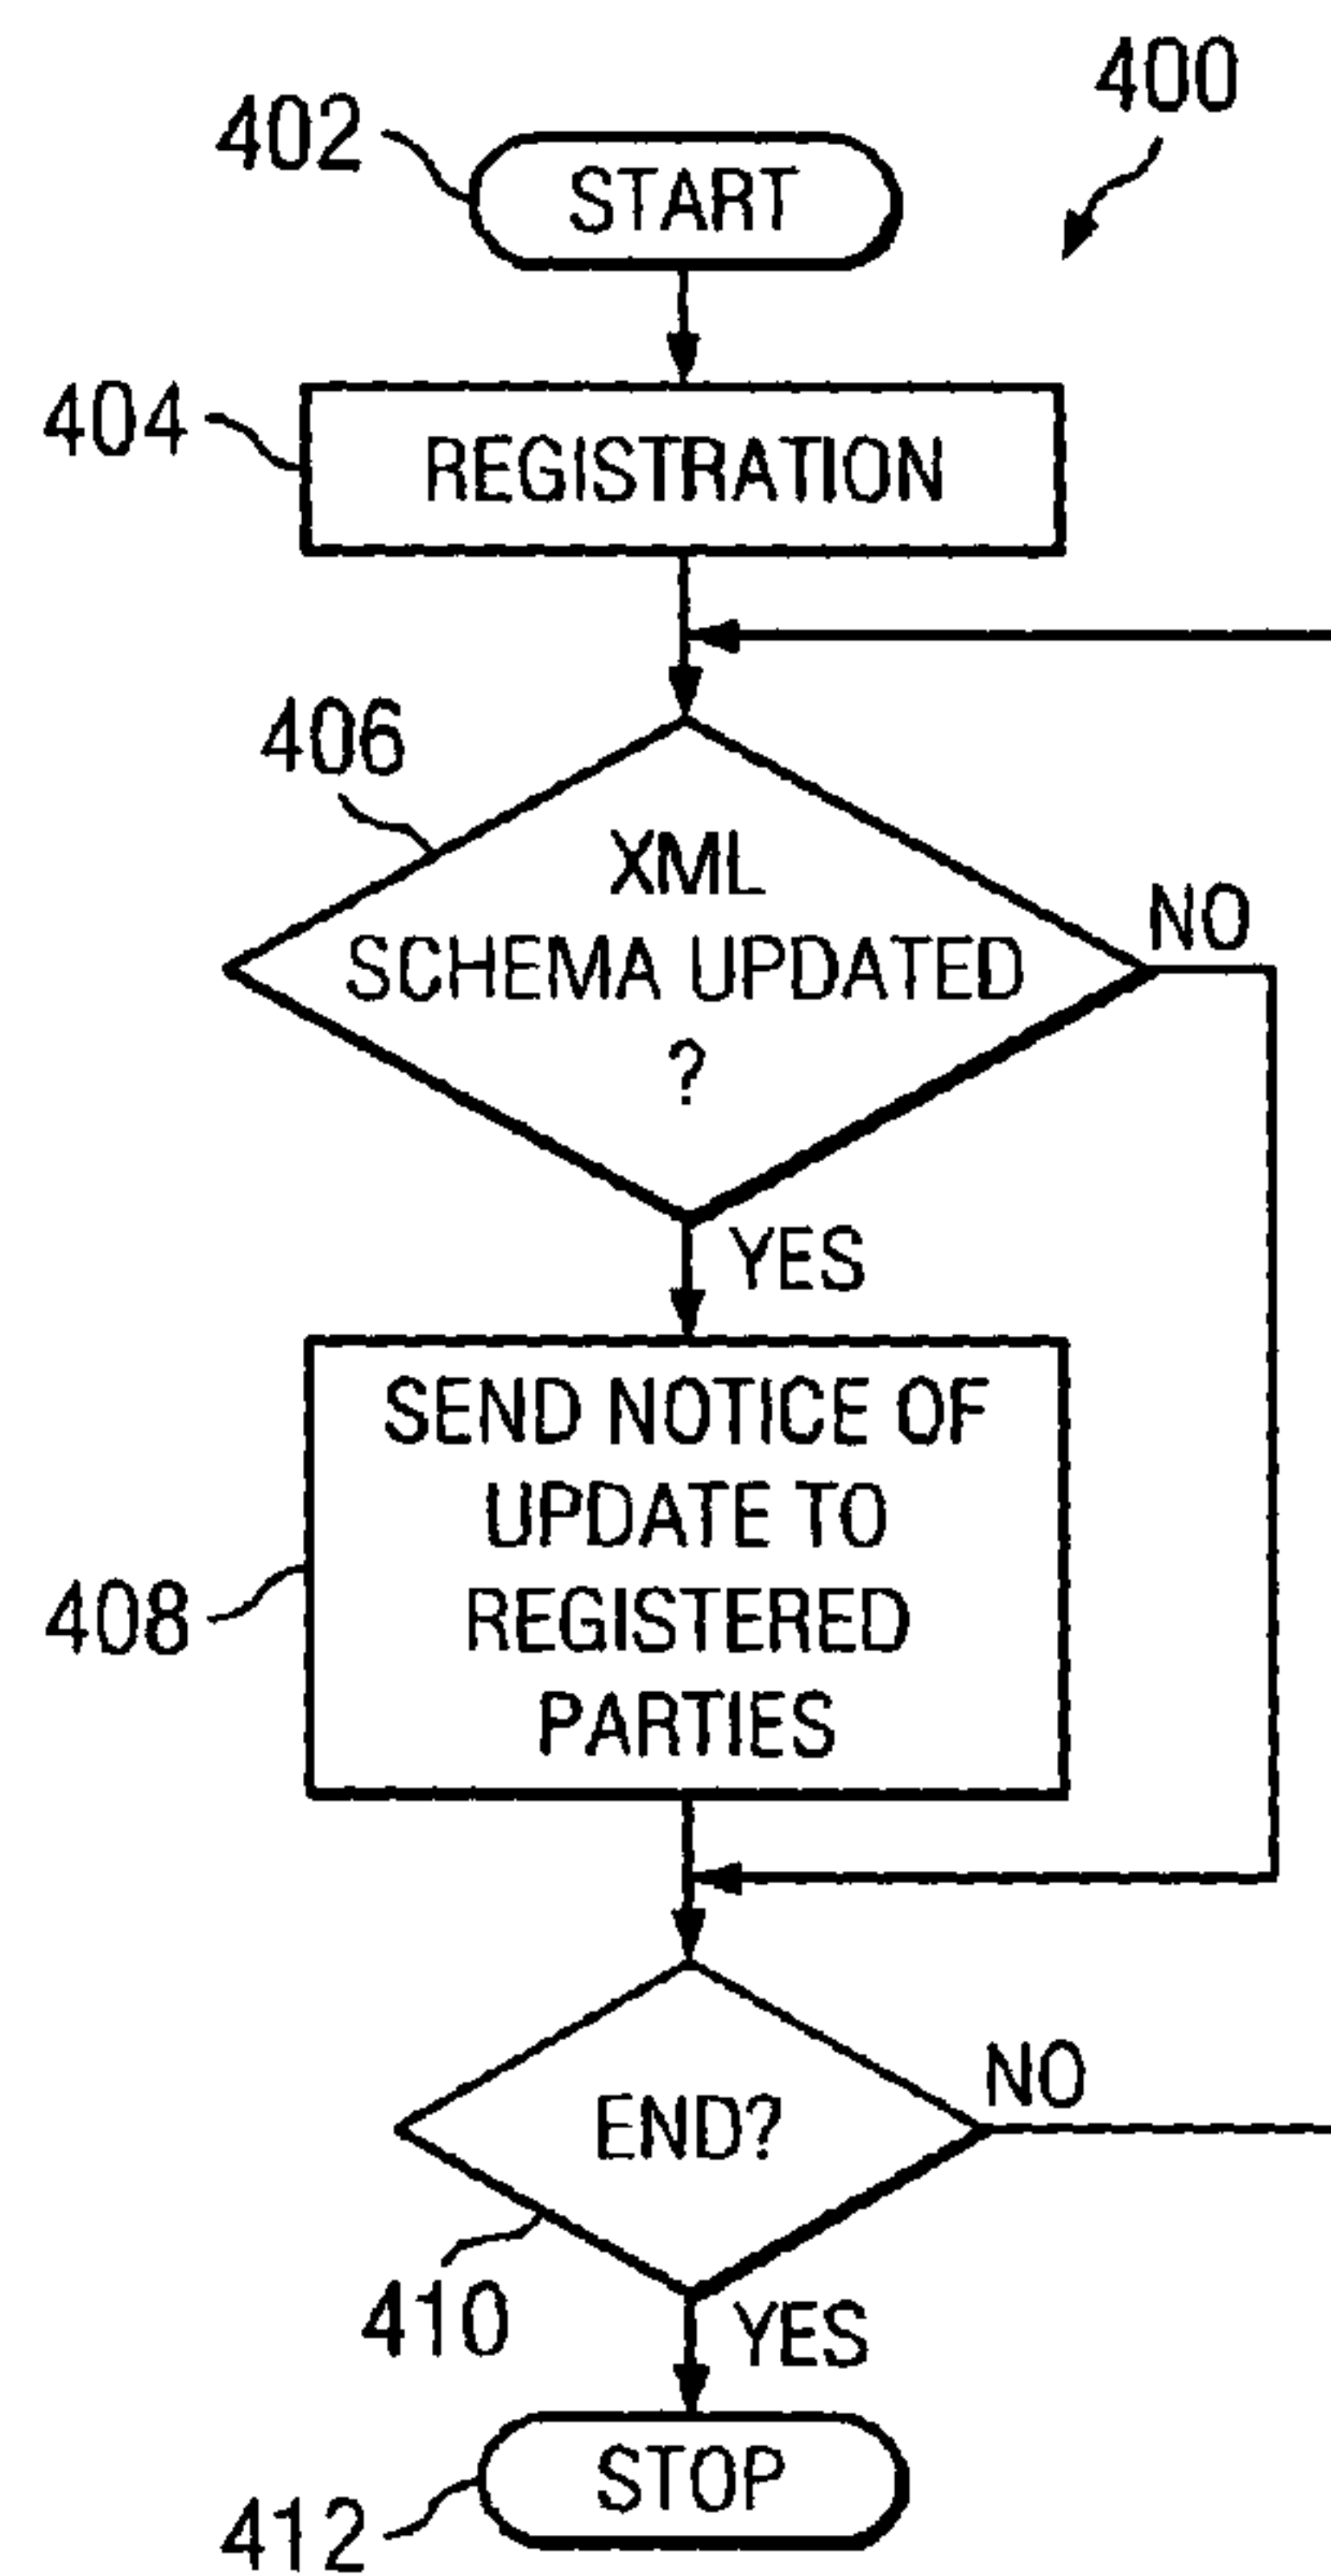 400
402
START
404
REGISTRATION
406
XML
SCHEMA UPDATED
?
NO
YES
408
SEND NOTICE OF
UPDATE TO
REGISTERED
PARTIES
END?
NO
410
YES
STOP
412